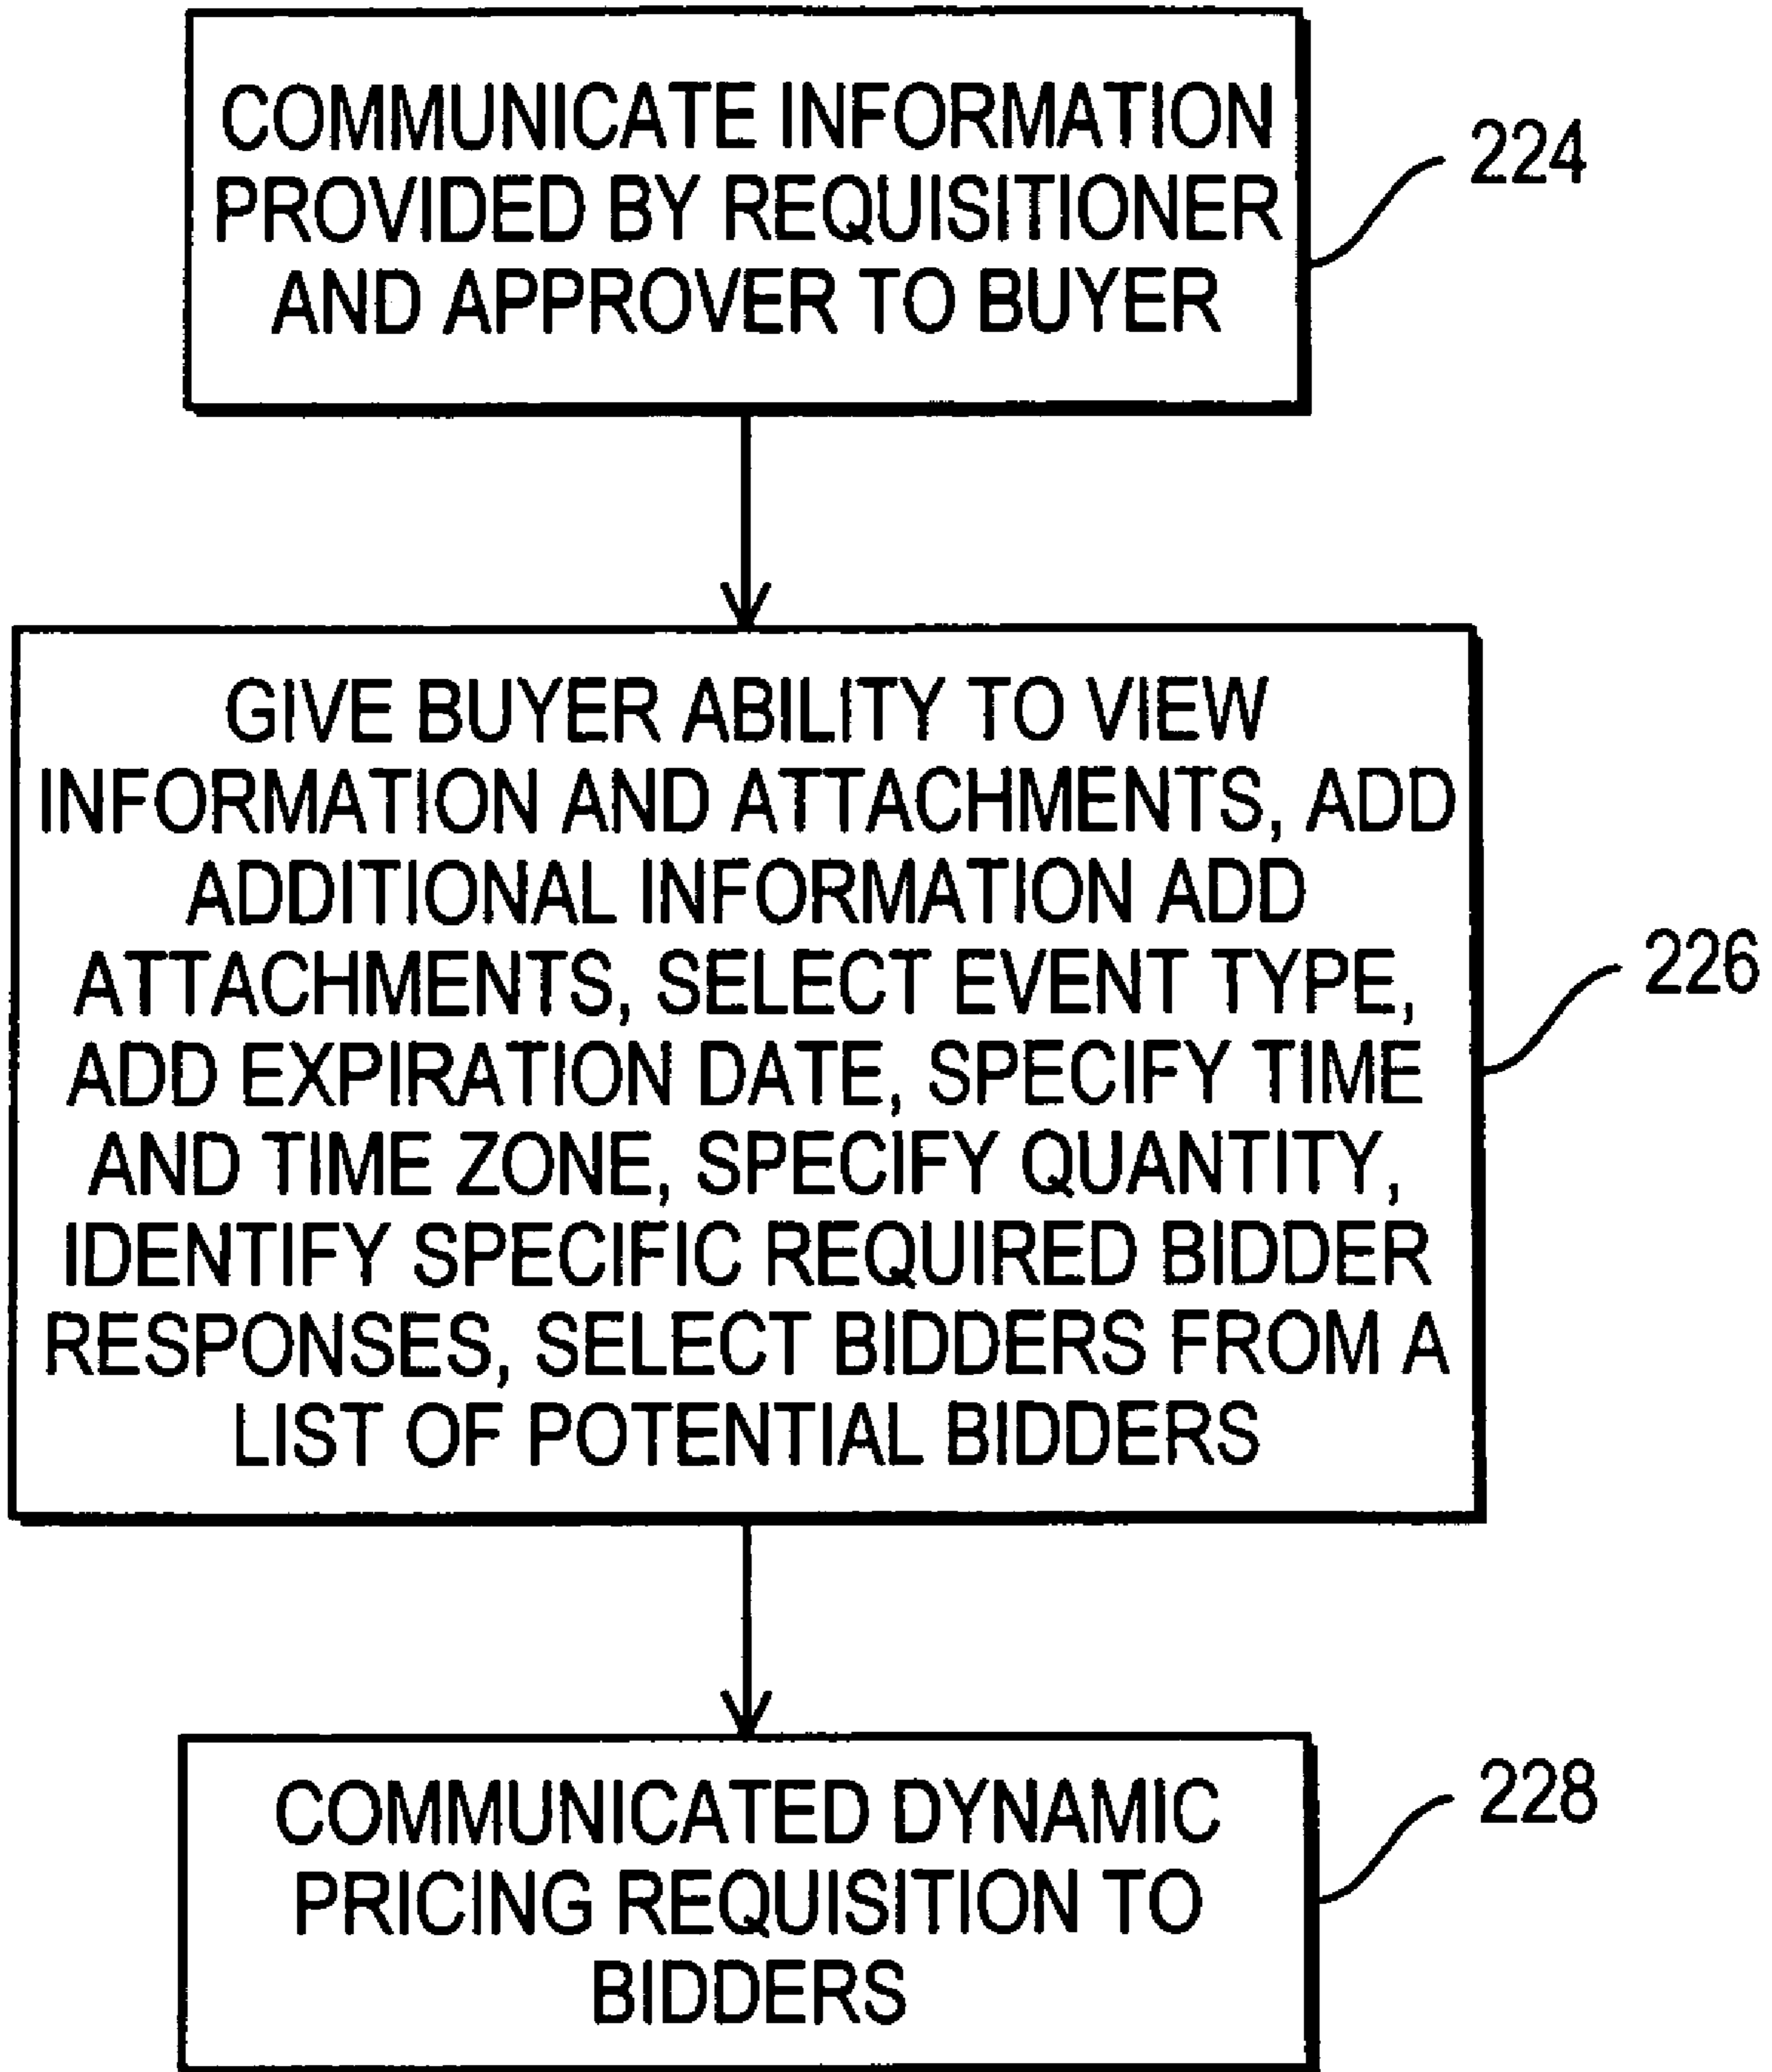 COMMUNICATE INFORMATION
PROVIDED BY REQUISITIONER
AND APPROVER TO BUYER
224
GIVE BUYER ABILITY TO VIEW
INFORMATION AND ATTACHMENTS, ADD
ADDITIONAL INFORMATION ADD
ATTACHMENTS, SELECT EVENT TYPE,
ADD EXPIRATION DATE, SPECIFY TIME
AND TIME ZONE, SPECIFY QUANTITY,
IDENTIFY SPECIFIC REQUIRED BIDDER
RESPONSES, SELECT BIDDERS FROM A
LIST OF POTENTIAL BIDDERS
226
COMMUNICATED DYNAMIC
PRICING REQUISITION TO
BIDDERS
228